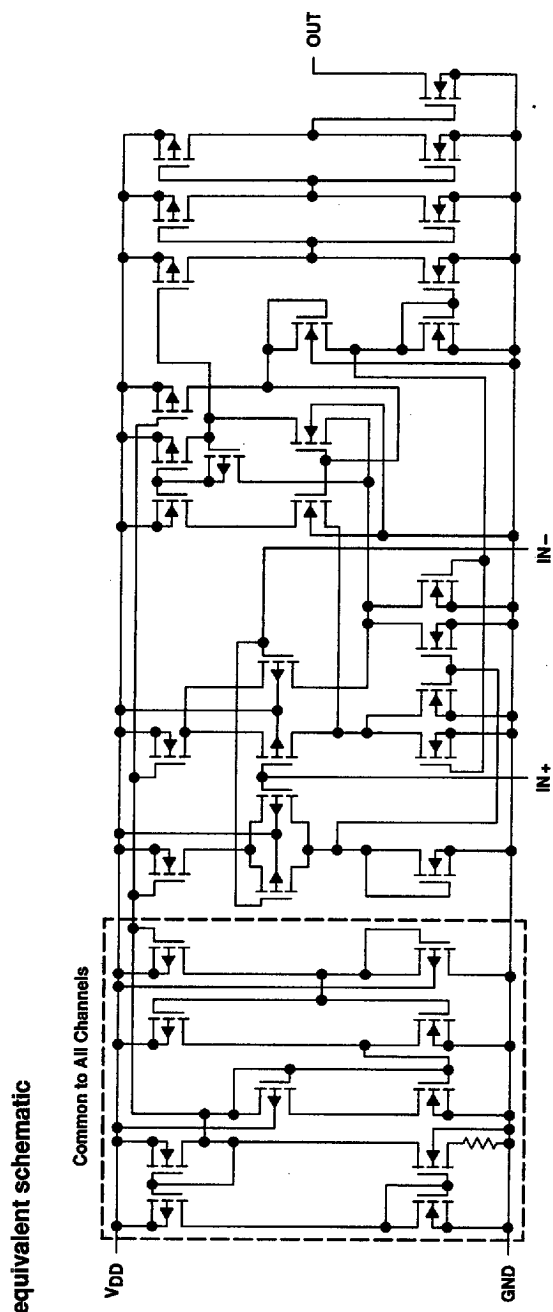 equivalent schematic
Common to All Channels
VDD
GND
IN+
IN−
OUT